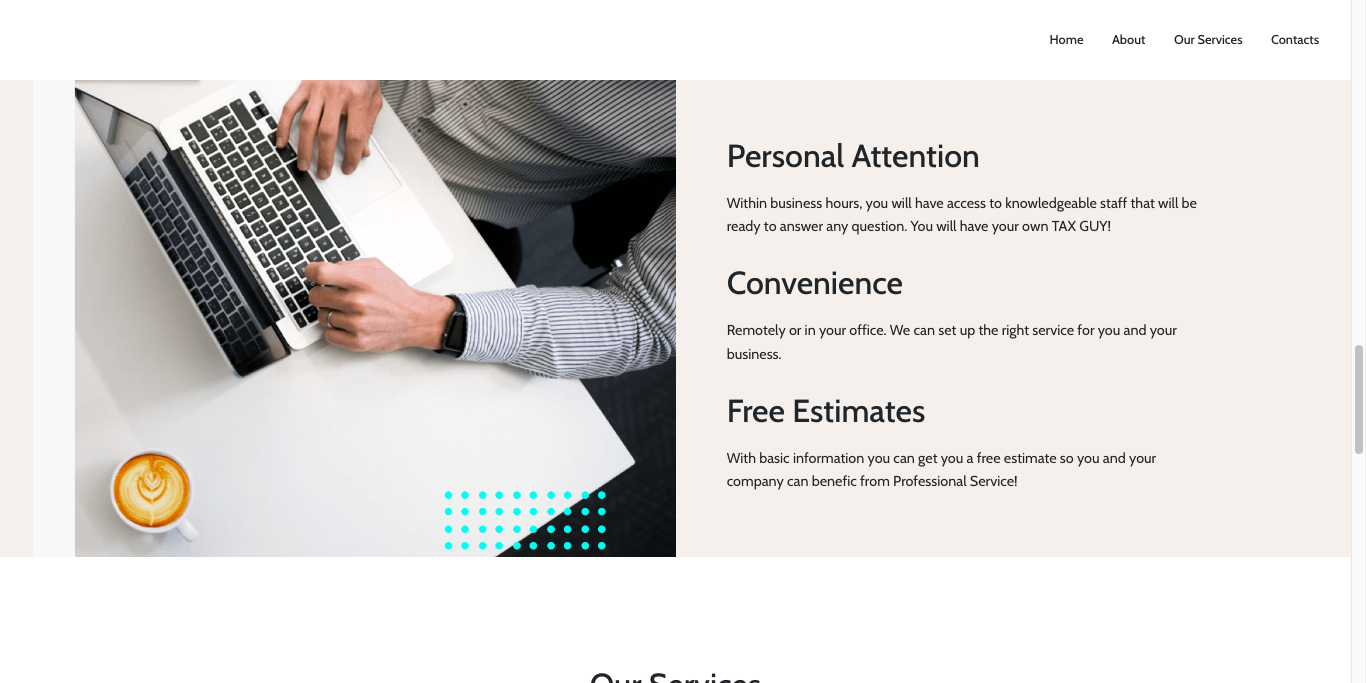 Home About Our Services Contacts
Personal Attention
Within business hours, you will have access to knowledgeable staff that will be
ready to answer any question. You will have your own TAX GUY!
Convenience
Remotely or in your office. We can set up the right service for you and your
business.
Free Estimates
With basic information you can get you a free estimate so you and your
company can benefic from Professional Service!
Our Services